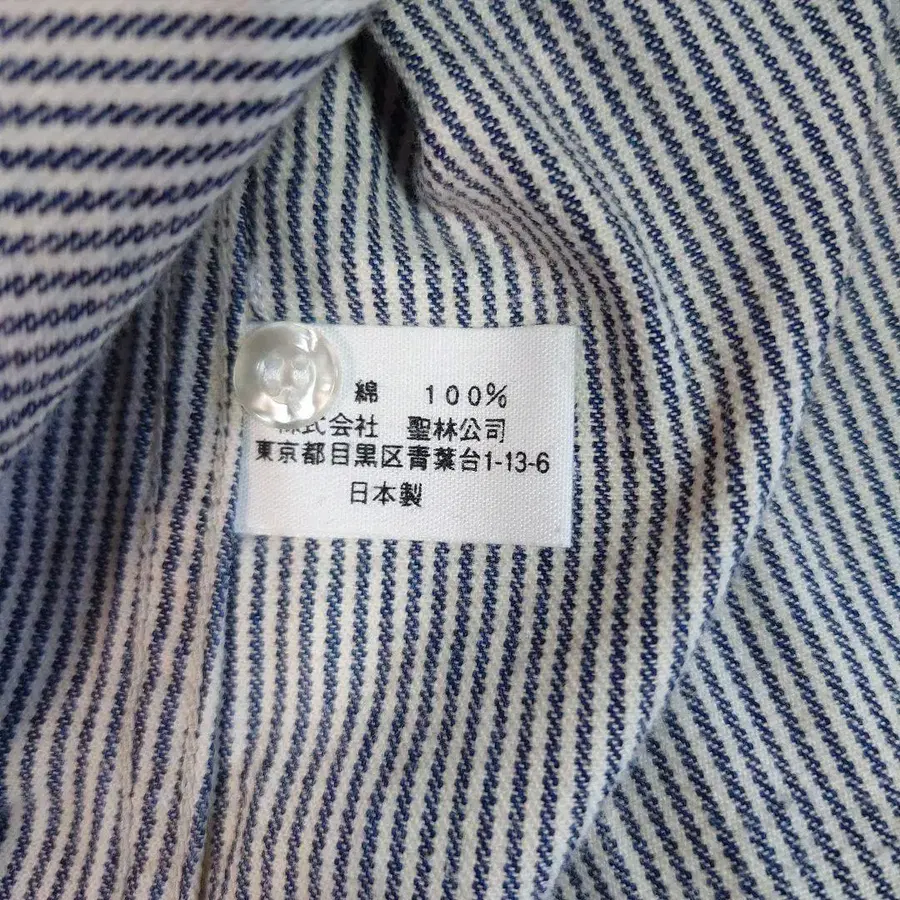 綿 100%
株式会社 聖林公司
東京都目黒区青葉台1-13-6
日本製